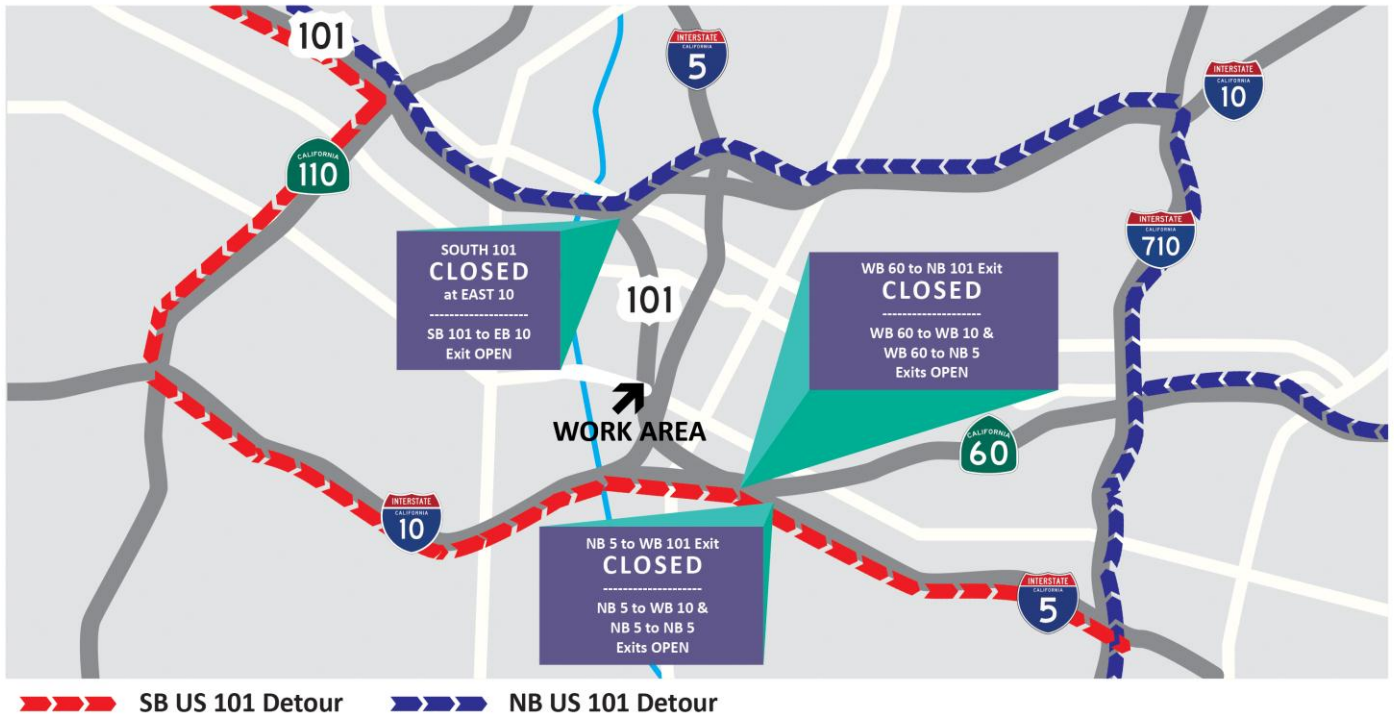 101
INTERSTATE
CALIFORNIA
5
INTERSTATE
CALIFORNIA
10
CALIFORNIA
110
INTERSTATE
CALIFORNIA
710
SOUTH 101
CLOSED
at EAST 10
--------------------
SB 101 to EB 10
Exit OPEN
101
WB 60 to NB 101 Exit
CLOSED
--------------------
WB 60 to WB 10 &
WB 60 to NB 5
Exits OPEN
WORK AREA
CALIFORNIA
60
INTERSTATE
CALIFORNIA
10
NB 5 to WB 101 Exit
CLOSED
--------------------
NB 5 to WB 10 &
NB 5 to NB 5
Exits OPEN
INTERSTATE
CALIFORNIA
5
SB US 101 Detour
NB US 101 Detour